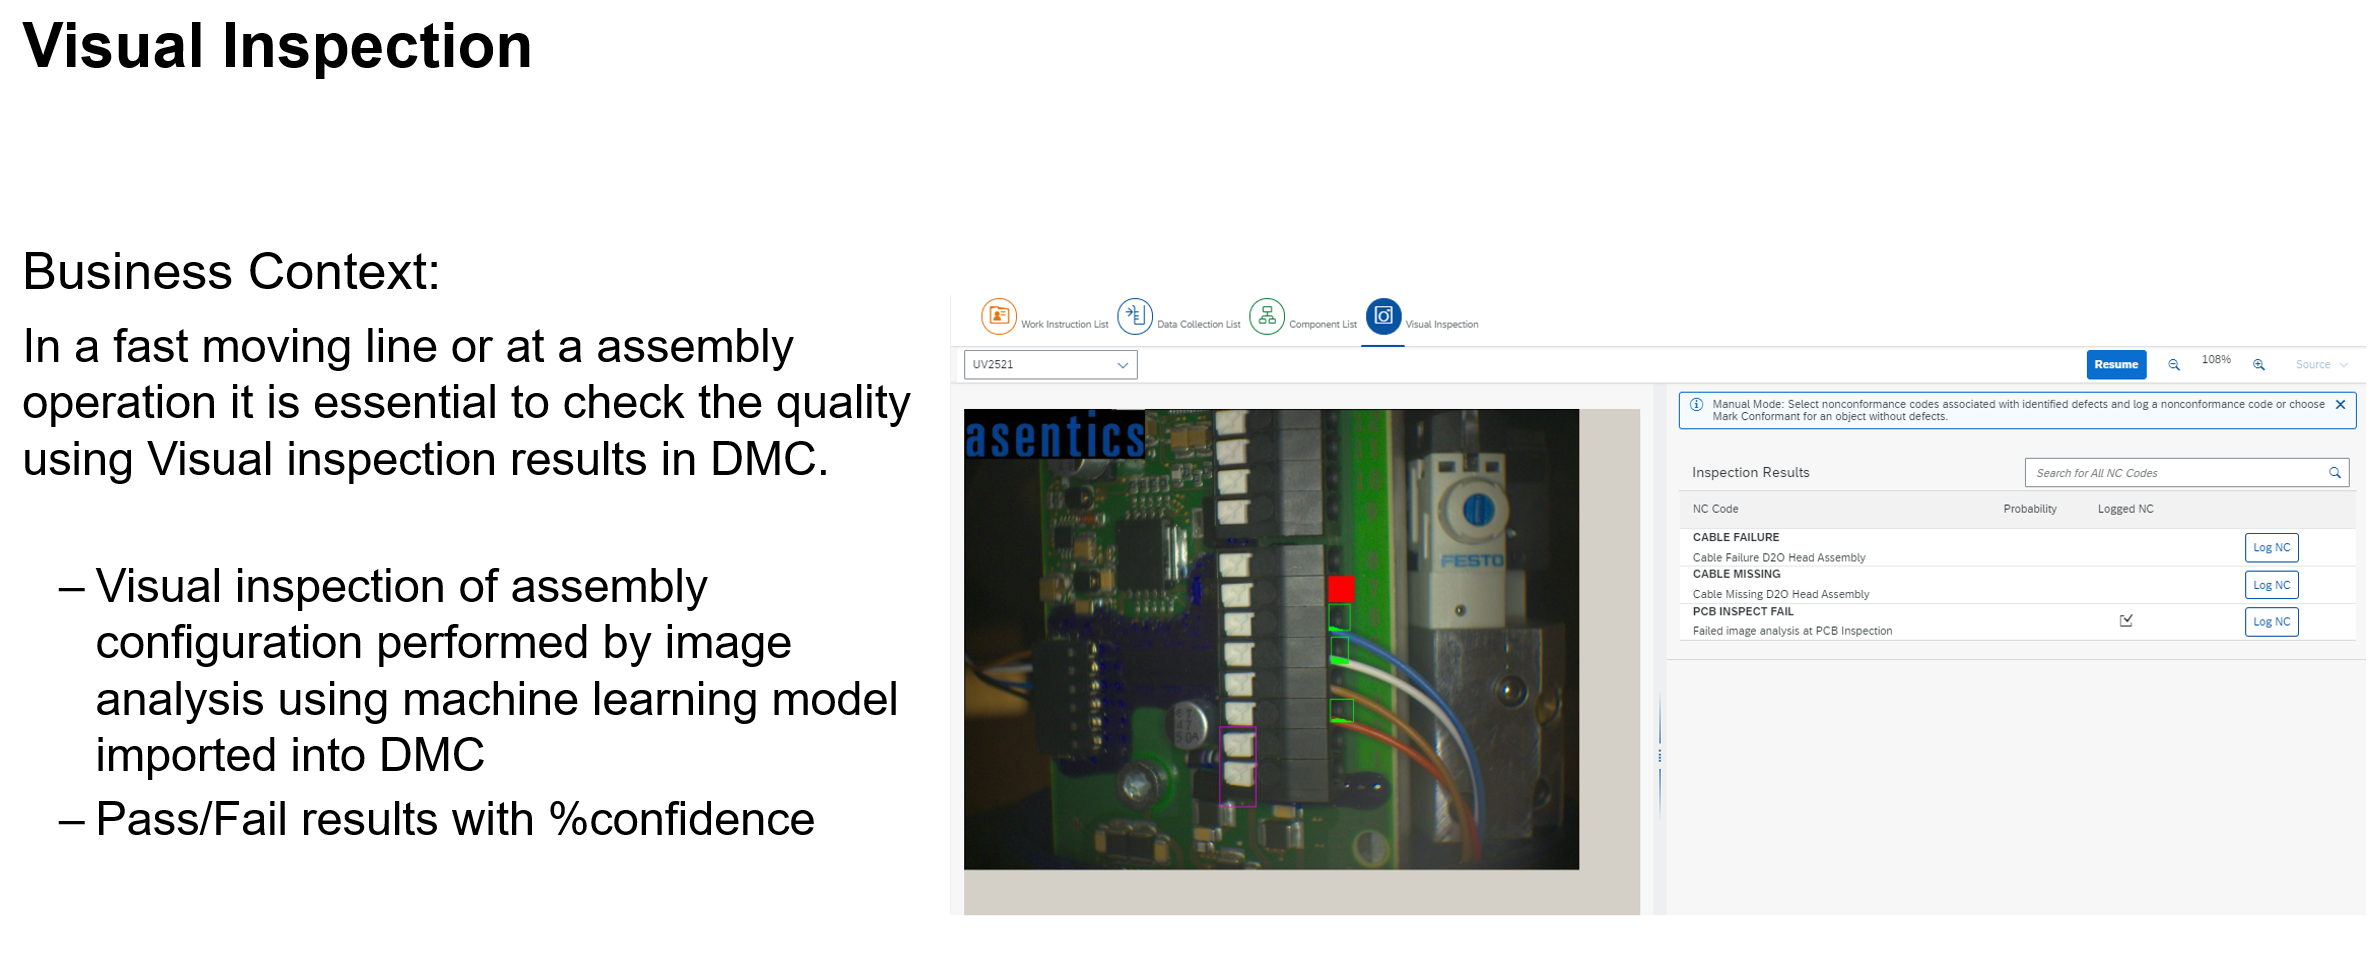 Visual Inspection
Business Context:
In a fast moving line or at a assembly
operation it is essential to check the quality
using Visual inspection results in DMC.
– Visual inspection of assembly
configuration performed by image
analysis using machine learning model
imported into DMC
– Pass/Fail results with %confidence
Work Instruction List
Data Collection List
Component List
Visual Inspection
UV2521
Resume
108%
Source
asentics
FESTO
Manual Mode: Select nonconformance codes associated with identified defects and log a nonconformance code or choose
Mark Conformant for an object without defects.
Inspection Results
Search for All NC Codes
NC Code Probability Logged NC
CABLE FAILURE
Cable Failure D2O Head Assembly
Log NC
CABLE MISSING
Cable Missing D2O Head Assembly
Log NC
PCB INSPECT FAIL
Failed image analysis at PCB Inspection
Log NC